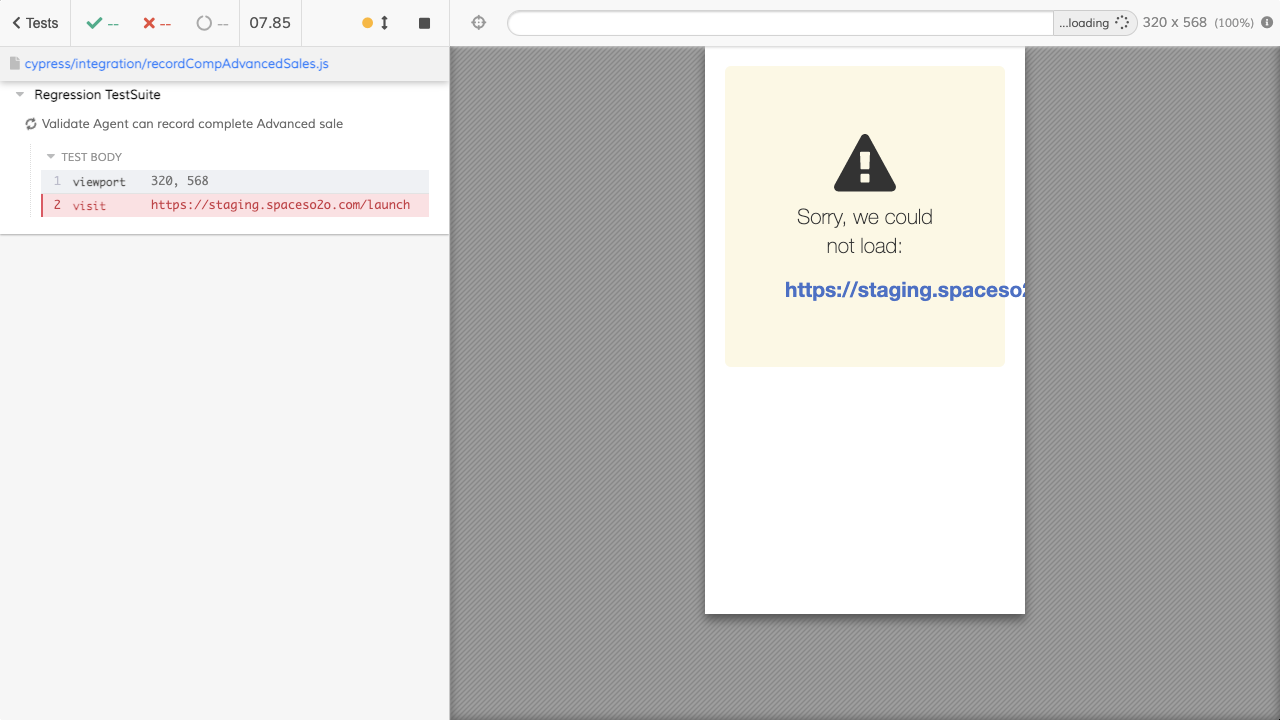 Tests
--
--
--
07.85
...loading
320 x 568 (100%)
cypress/integration/recordCompAdvancedSales.js
Regression TestSuite
Validate Agent can record complete Advanced sale
TEST BODY
1 viewport 320, 568
2 visit https://staging.spaceso2o.com/launch
Sorry, we could
not load:
https://staging.spaceso2